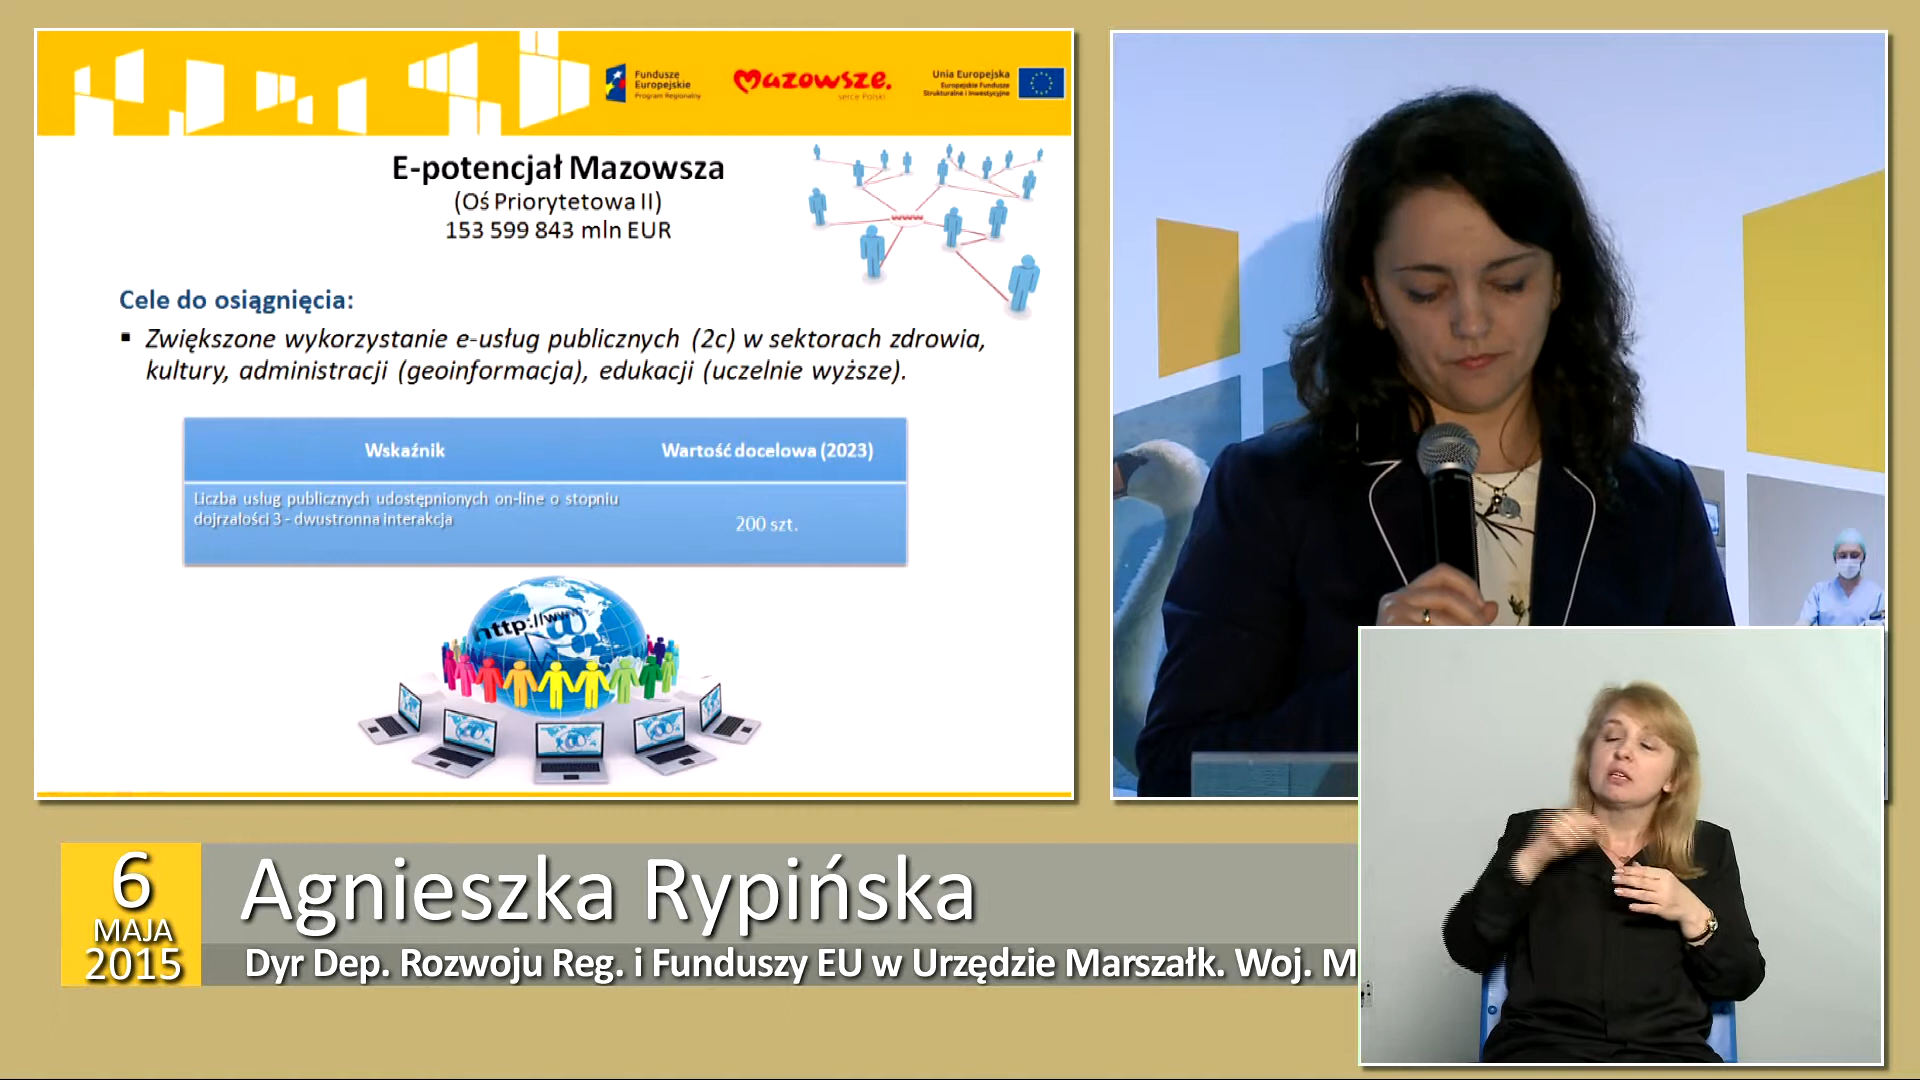 Fundusze
Europejskie
Program Regionalny
mazowsze.
serce Polski
Unia Europejska
Europejskie Fundusze
Strukturalne i Inwestycyjne
E-potencjał Mazowsza
(Oś Priorytetowa II)
153 599 843 mln EUR
www
Cele do osiągnięcia:
▪ Zwiększone wykorzystanie e-usług publicznych (2c) w sektorach zdrowia,
kultury, administracji (geoinformacja), edukacji (uczelnie wyższe).
Wskaźnik
Wartość docelowa (2023)
Liczba usług publicznych udostępnionych on-line o stopniu
dojrzałości 3 - dwustronna interakcja
200 szt.
http://www
@
6
MAJA
2015
Agnieszka Rypińska
Dyr Dep. Rozwoju Reg. i Funduszy EU w Urzędzie Marszałk. Woj. M